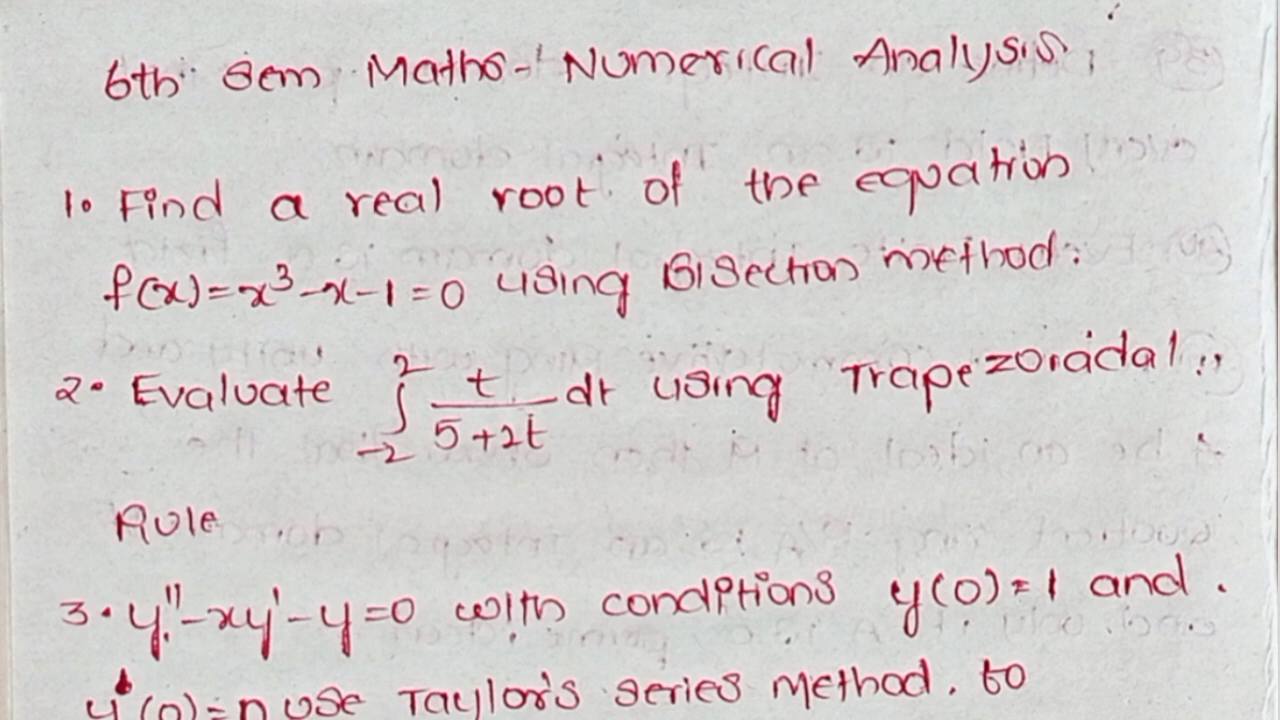 6th Sem Maths - Numerical Analysis
1. Find a real root of the equation
f(x)=x³-x-1=0 using Bisection method.
2. Evaluate ∫₋₂² t/(5+2t) dt using Trapezoiadal
Rule
3. y''-xy'-y=0 with conditions y(0)=1 and
y'(0)=0 use Taylor's series method. to